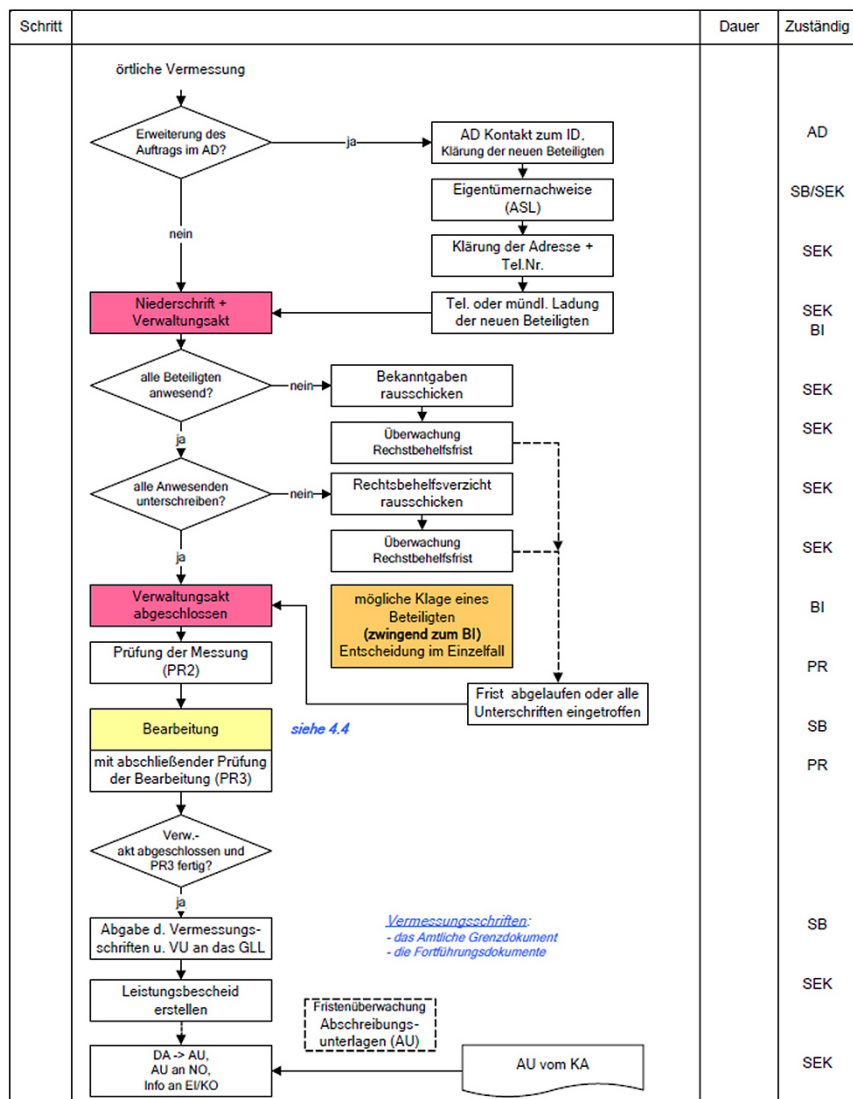 Schritt
Dauer
Zuständig
örtliche Vermessung
Erweiterung des
Auftrags im AD?
ja
AD Kontakt zum ID,
Klärung der neuen Beteiligten
AD
Eigentümernachweise
(ASL)
SB/SEK
nein
Klärung der Adresse +
Tel.Nr.
SEK
Niederschrift +
Verwaltungsakt
Tel. oder mündl. Ladung
der neuen Beteiligten
SEK
BI
alle Beteiligten
anwesend?
nein
Bekanntgaben
rausschicken
SEK
ja
Überwachung
Rechstbehelfsfrist
SEK
alle Anwesenden
unterschreiben?
nein
Rechtsbehelfsverzicht
rausschicken
SEK
ja
Überwachung
Rechstbehelfsfrist
SEK
Verwaltungsakt
abgeschlossen
mögliche Klage eines
Beteiligten
(zwingend zum BI)
Entscheidung im Einzelfall
BI
Prüfung der Messung
(PR2)
PR
Frist abgelaufen oder alle
Unterschriften eingetroffen
Bearbeitung
siehe 4.4
SB
mit abschließender Prüfung
der Bearbeitung (PR3)
PR
Verw.-
akt abgeschlossen und
PR3 fertig?
ja
Abgabe d. Vermessungs-
schriften u. VU an das GLL
Vermessungsschriften:
- das Amtliche Grenzdokument
- die Fortführungsdokumente
SB
Leistungsbescheid
erstellen
SEK
Fristenüberwachung
Abschreibungs-
unterlagen (AU)
DA -> AU,
AU an NO,
Info an EI/KO
AU vom KA
SEK